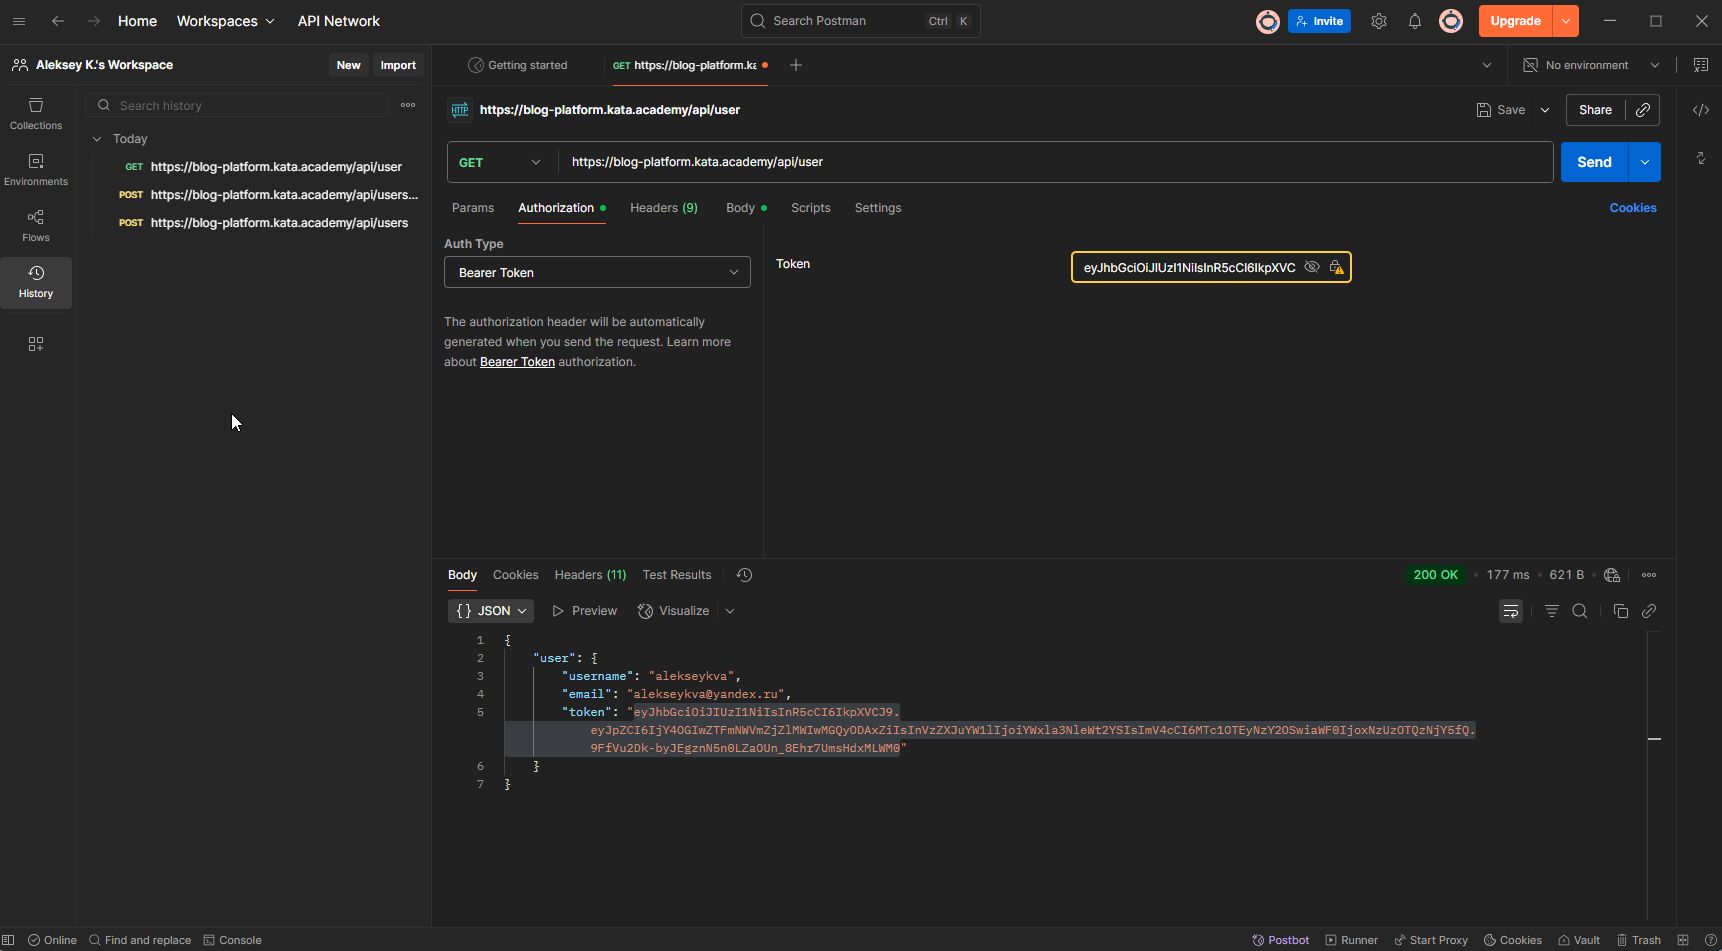 Home
Workspaces
API Network
Search Postman
Ctrl
K
Invite
Upgrade
Aleksey K.'s Workspace
New
Import
Getting started
GET https://blog-platform.ka
No environment
Collections
Environments
Flows
History
Search history
Today
GET https://blog-platform.kata.academy/api/user
POST https://blog-platform.kata.academy/api/users...
POST https://blog-platform.kata.academy/api/users
HTTP https://blog-platform.kata.academy/api/user
Save
Share
GET
https://blog-platform.kata.academy/api/user
Send
Params
Authorization
Headers (9)
Body
Scripts
Settings
Cookies
Auth Type
Bearer Token
The authorization header will be automatically
generated when you send the request. Learn more
about Bearer Token authorization.
Token
eyJhbGciOiJIUzI1NiIsInR5cCI6IkpXVC
Body
Cookies
Headers (11)
Test Results
200 OK
177 ms
621 B
{} JSON
Preview
Visualize
1 {
2 "user": {
3 "username": "alekseykva",
4 "email": "alekseykva@yandex.ru",
5 "token": "eyJhbGciOiJIUzI1NiIsInR5cCI6IkpXVCJ9.
eyJpZCI6IjY4OGIwZTFmNWVmZjZlMWIwMGQyODAxZiIsInVzZXJuYW1lIjoiYWxla3NleWt2YSIsImV4cCI6MTc1OTEyNzY2OSwiaWF0IjoxNzUzOTQzNjY5fQ.
9FfVu2Dk-byJEgznN5n0LZaOUn_8Ehr7UmsHdxMLWM0"
6 }
7 }
Online
Find and replace
Console
Postbot
Runner
Start Proxy
Cookies
Vault
Trash